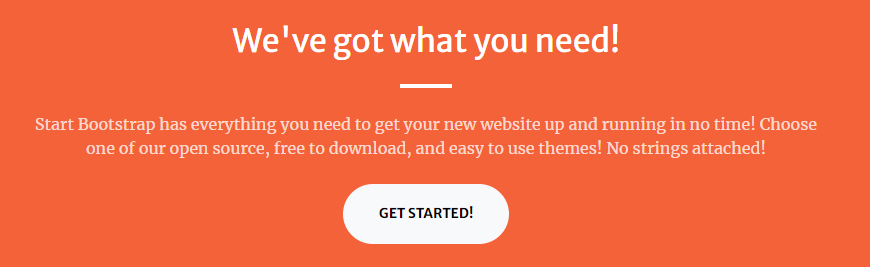 We've got what you need!
Start Bootstrap has everything you need to get your new website up and running in no time! Choose
one of our open source, free to download, and easy to use themes! No strings attached!
GET STARTED!